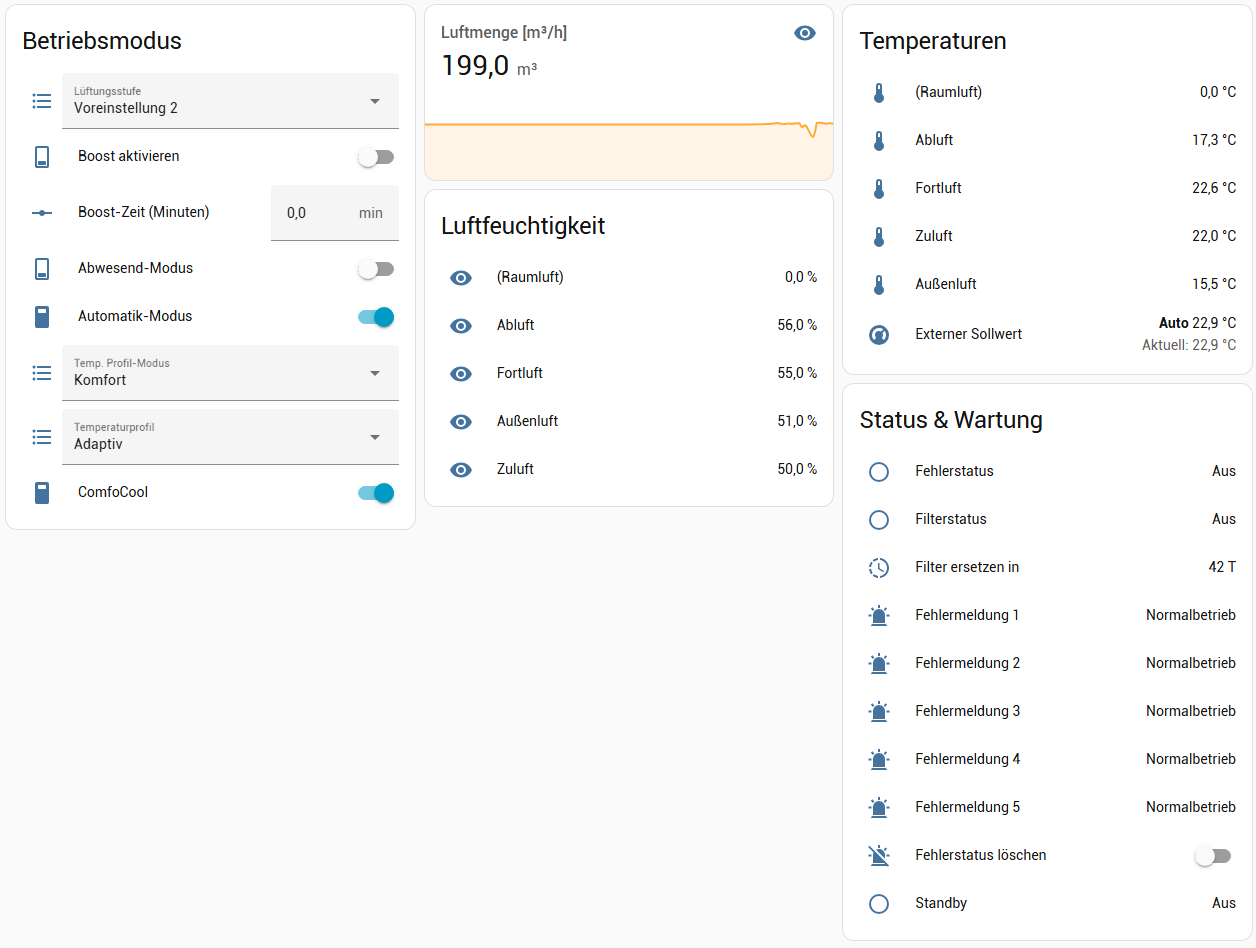 Betriebsmodus
Lüftungsstufe
Voreinstellung 2
Boost aktivieren
Boost-Zeit (Minuten) 0,0 min
Abwesend-Modus
Automatik-Modus
Temp. Profil-Modus
Komfort
Temperaturprofil
Adaptiv
ComfoCool
Luftmenge [m³/h]
199,0 m³
Luftfeuchtigkeit
(Raumluft) 0,0 %
Abluft 56,0 %
Fortluft 55,0 %
Außenluft 51,0 %
Zuluft 50,0 %
Temperaturen
(Raumluft) 0,0 °C
Abluft 17,3 °C
Fortluft 22,6 °C
Zuluft 22,0 °C
Außenluft 15,5 °C
Externer Sollwert Auto 22,9 °C
Aktuell: 22,9 °C
Status & Wartung
Fehlerstatus Aus
Filterstatus Aus
Filter ersetzen in 42 T
Fehlermeldung 1 Normalbetrieb
Fehlermeldung 2 Normalbetrieb
Fehlermeldung 3 Normalbetrieb
Fehlermeldung 4 Normalbetrieb
Fehlermeldung 5 Normalbetrieb
Fehlerstatus löschen
Standby Aus